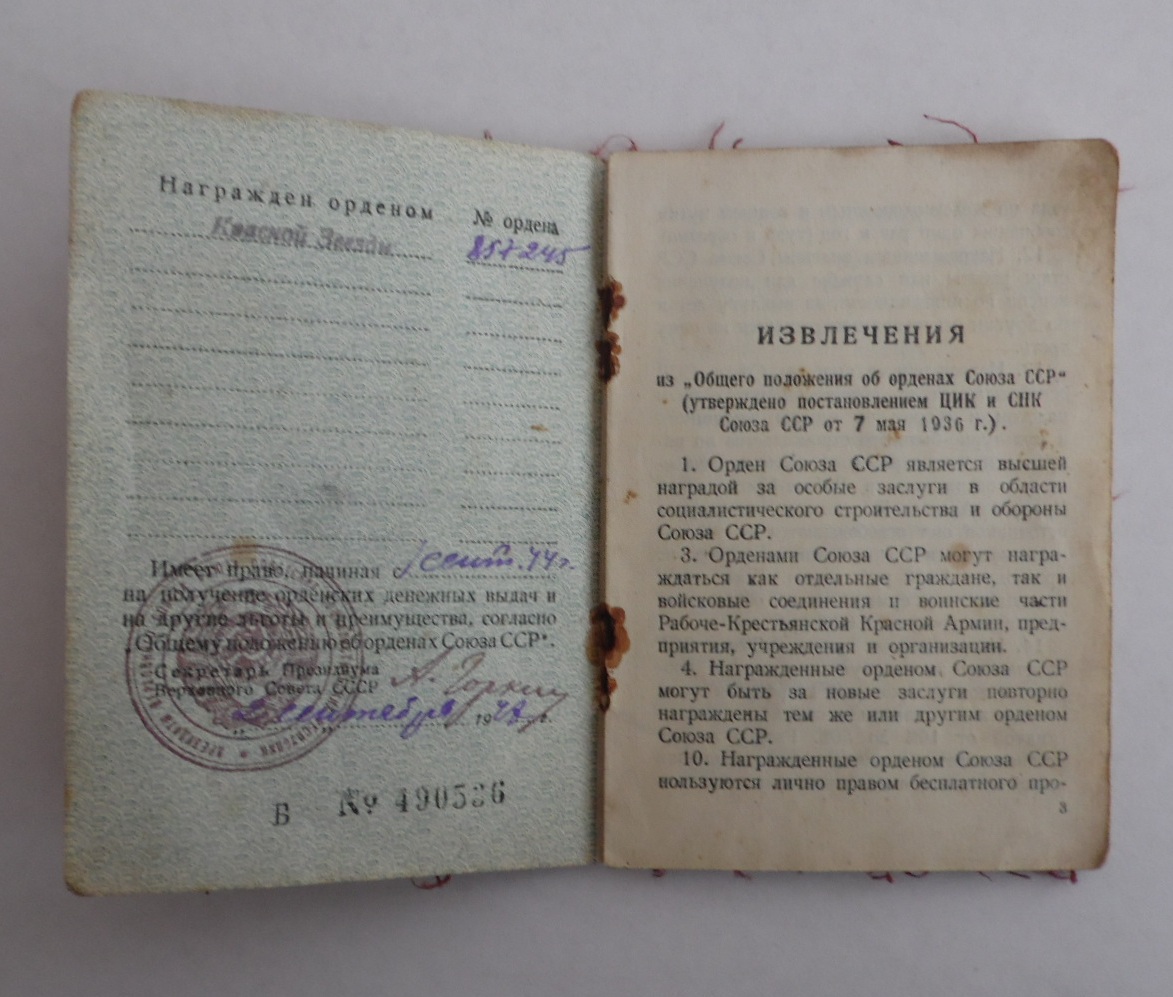 Награжден орденом
№ ордена
Красной Звезды
857245
Имеет право, начиная сент. 44г.
на получение орденских денежных выдач и
на другие льготы и преимущества, согласно
„Общему положению об орденах Союза ССР“.
Секретарь Президиума
Верховного Совета СССР А. Горкин
2 сентября 19 г.
Б № 490536
ИЗВЛЕЧЕНИЯ
из „Общего положения об орденах Союза ССР“
(утверждено постановлением ЦИК и СНК
Союза ССР от 7 мая 1936 г.).
1. Орден Союза ССР является высшей
наградой за особые заслуги в области
социалистического строительства и обороны
Союза ССР.
3. Орденами Союза ССР могут награ-
ждаться как отдельные граждане, так и
войсковые соединения и воинские части
Рабоче-Крестьянской Красной Армии, пред-
приятия, учреждения и организации.
4. Награжденные орденом Союза ССР
могут быть за новые заслуги повторно
награждены тем же или другим орденом
Союза ССР.
10. Награжденные орденом Союза ССР
пользуются лично правом бесплатного про-
3